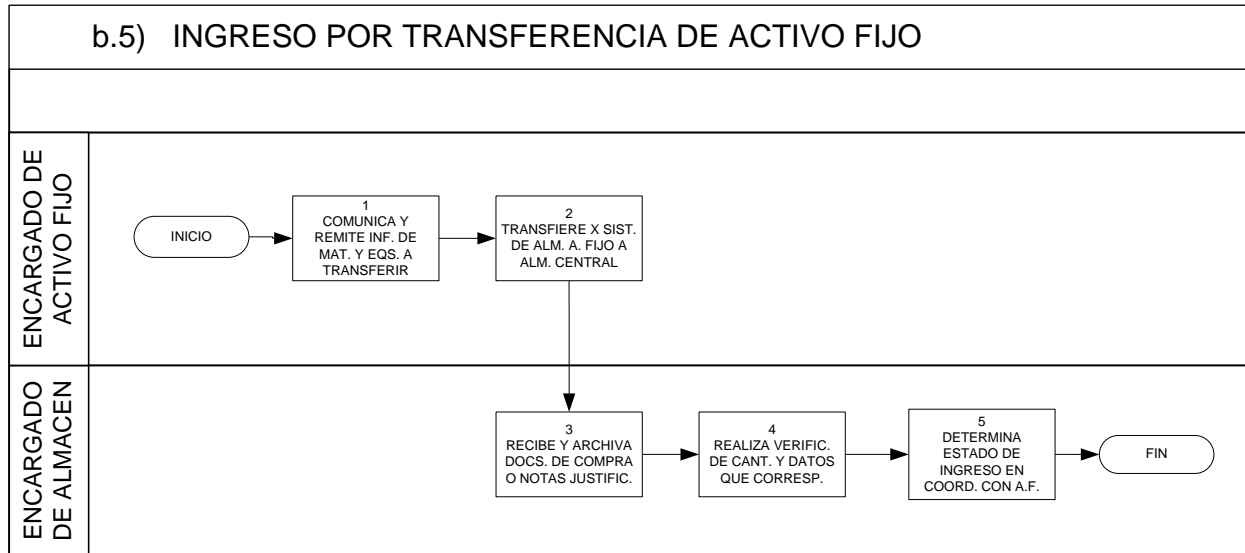 b.5) INGRESO POR TRANSFERENCIA DE ACTIVO FIJO
ENCARGADO DE
ACTIVO FIJO
INICIO
1
COMUNICA Y
REMITE INF. DE
MAT. Y EQS. A
TRANSFERIR
2
TRANSFIERE X SIST.
DE ALM. A. FIJO A
ALM. CENTRAL
ENCARGADO
DE ALMACEN
3
RECIBE Y ARCHIVA
DOCS. DE COMPRA
O NOTAS JUSTIFIC.
4
REALIZA VERIFIC.
DE CANT. Y DATOS
QUE CORRESP.
5
DETERMINA
ESTADO DE
INGRESO EN
COORD. CON A.F.
FIN